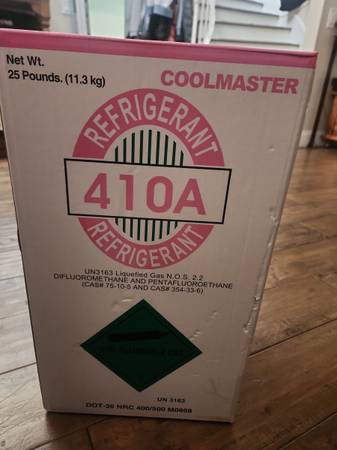 Net Wt.
25 Pounds. (11.3 kg)
COOLMASTER
REFRIGERANT
410A
REFRIGERANT
UN3163 Liquefied Gas N.O.S. 2.2
DIFLUOROMETHANE AND PENTAFLUOROETHANE
(CAS# 75-10-5 AND CAS# 354-33-6)
UN 3163
DOT-39 NRC 400/500 M0608